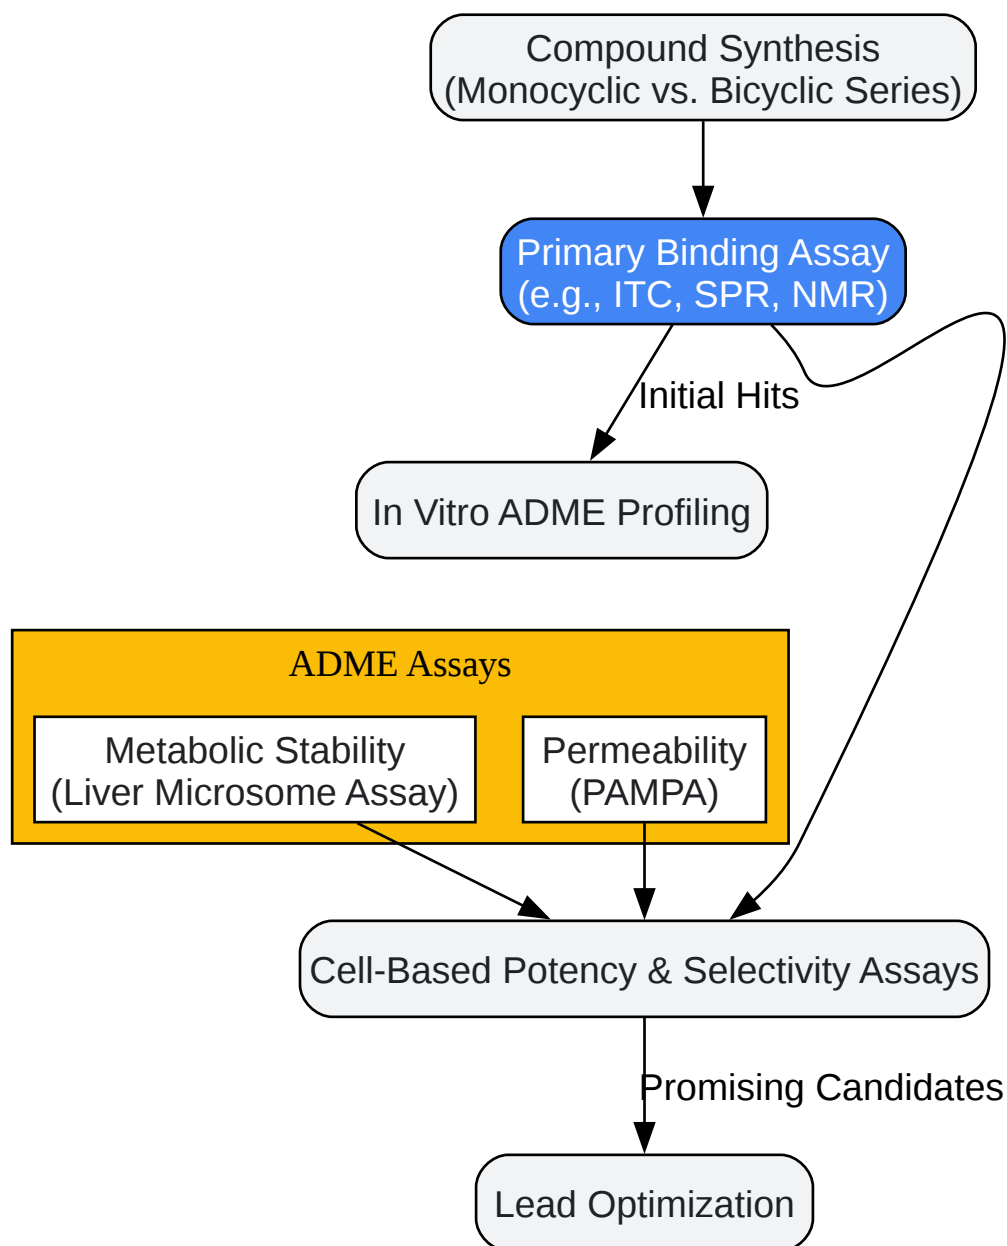 Compound Synthesis
(Monocyclic vs. Bicyclic Series)
Primary Binding Assay
(e.g., ITC, SPR, NMR)
Initial Hits
In Vitro ADME Profiling
ADME Assays
Metabolic Stability
(Liver Microsome Assay)
Permeability
(PAMPA)
Cell-Based Potency & Selectivity Assays
Promising Candidates
Lead Optimization